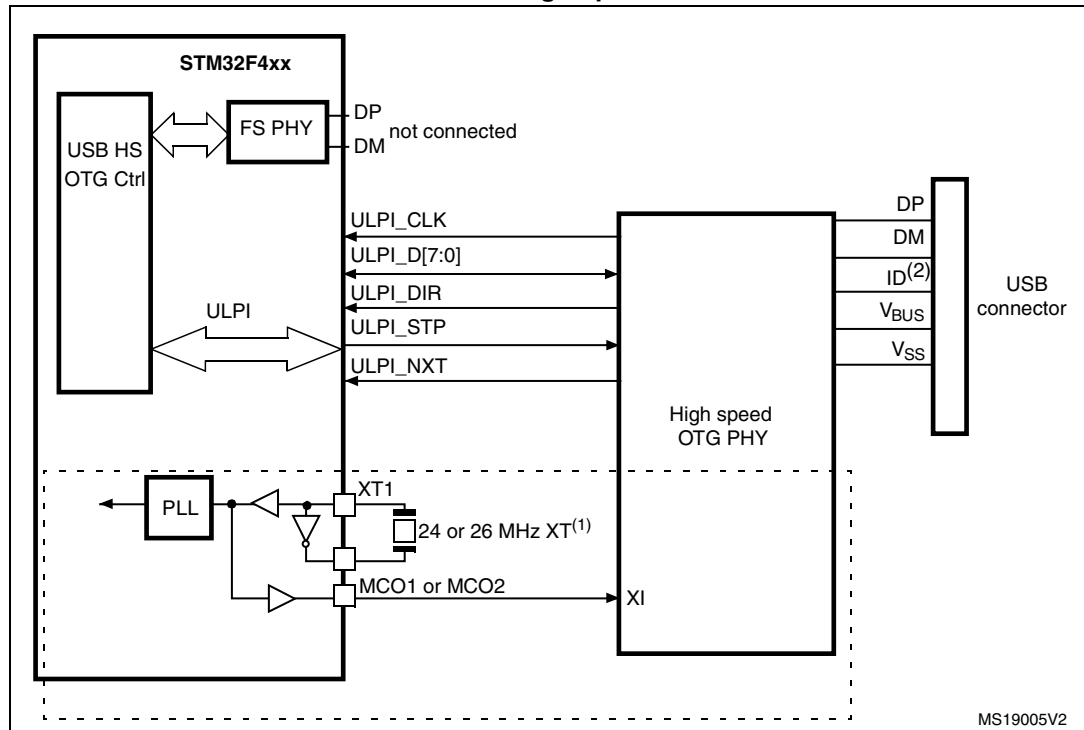 STM32F4xx
FS PHY
DP
DM
not connected
USB HS
OTG Ctrl
ULPI_CLK
ULPI_D[7:0]
ULPI_DIR
ULPI_STP
ULPI_NXT
ULPI
High speed
OTG PHY
DP
DM
ID(2)
VBUS
VSS
USB
connector
PLL
XT1
24 or 26 MHz XT(1)
MCO1 or MCO2
XI
MS19005V2